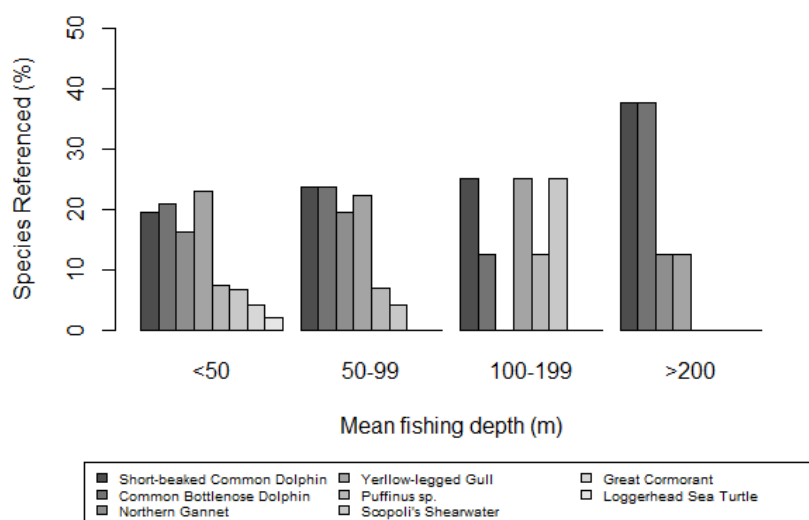 Species Referenced (%)
50
40
30
20
10
0
<50 50-99 100-199 >200
Mean fishing depth (m)
Short-beaked Common Dolphin
Common Bottlenose Dolphin
Northern Gannet
Yerllow-legged Gull
Puffinus sp.
Scopoli's Shearwater
Great Cormorant
Loggerhead Sea Turtle